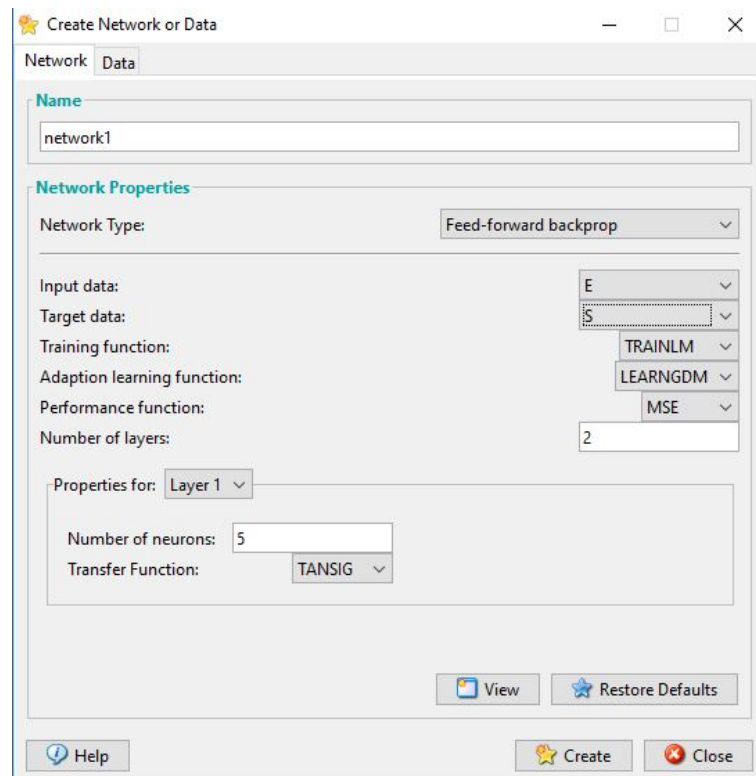 Create Network or Data
Network Data
Name
network1
Network Properties
Network Type: Feed-forward backprop
Input data: E
Target data: S
Training function: TRAINLM
Adaption learning function: LEARNGDM
Performance function: MSE
Number of layers: 2
Properties for: Layer 1
Number of neurons: 5
Transfer Function: TANSIG
View Restore Defaults
Help Create Close